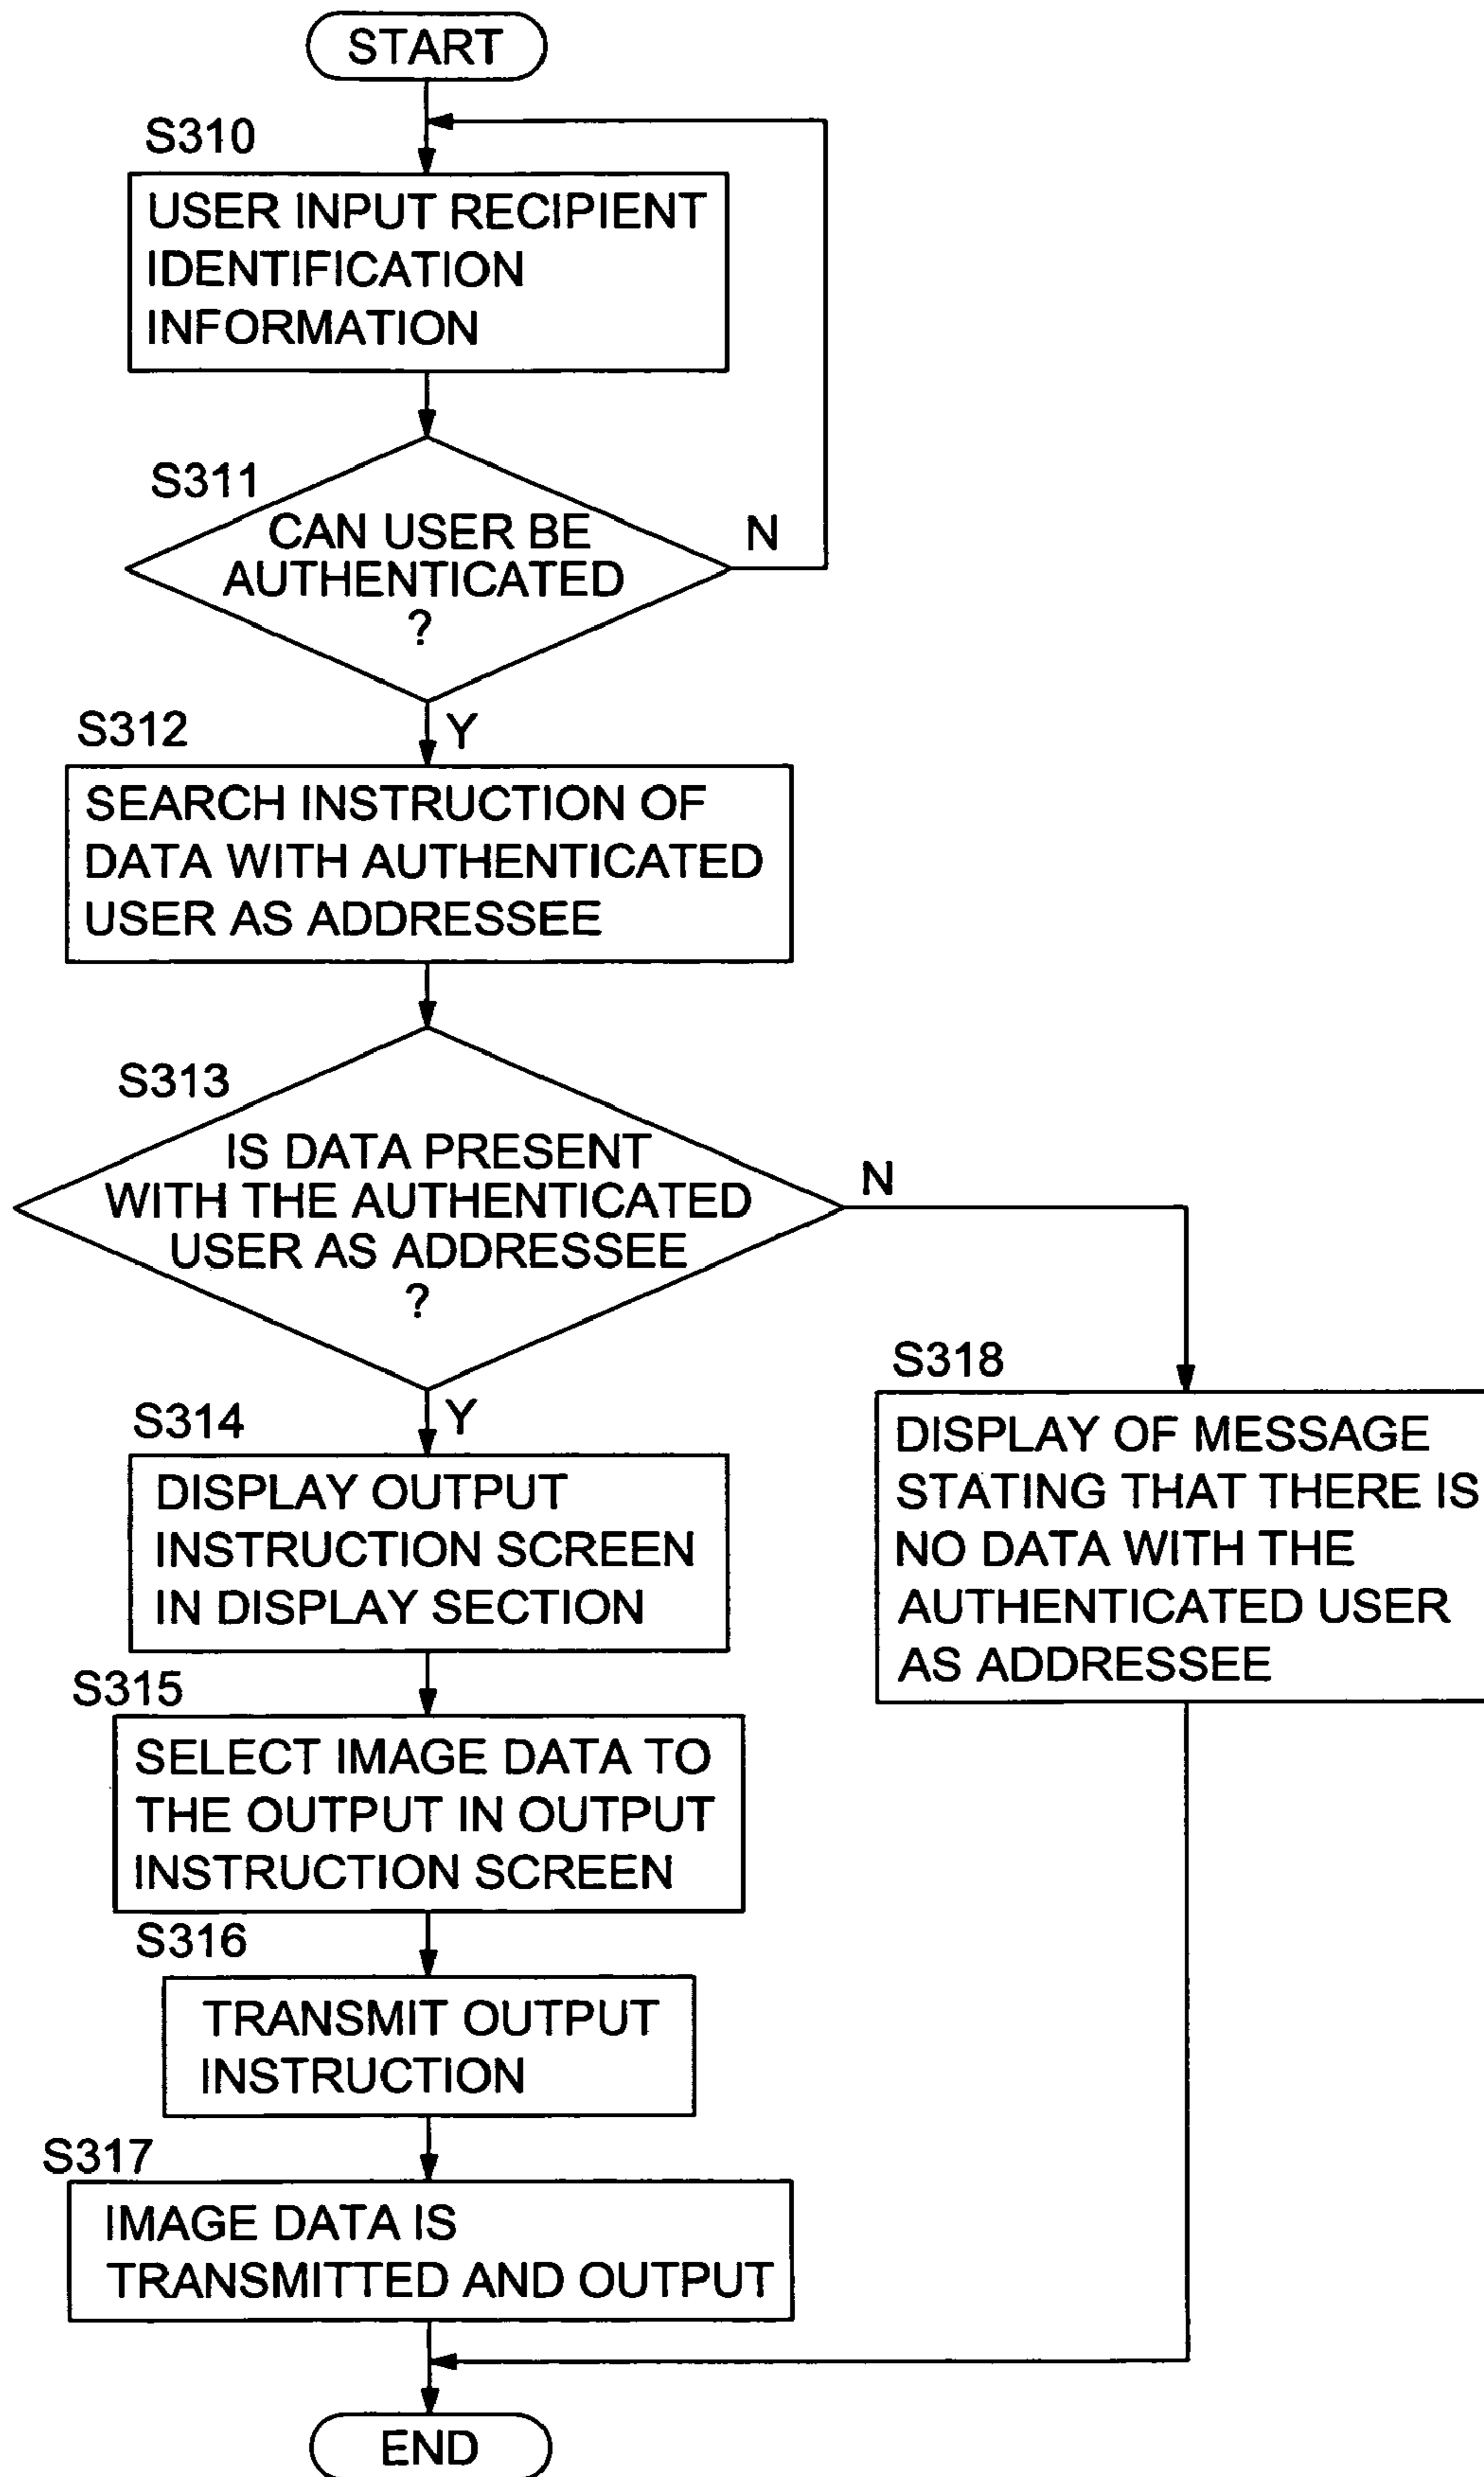 START
S310
USER INPUT RECIPIENT
IDENTIFICATION
INFORMATION
S311
CAN USER BE
AUTHENTICATED
?
N
Y
S312
SEARCH INSTRUCTION OF
DATA WITH AUTHENTICATED
USER AS ADDRESSEE
S313
IS DATA PRESENT
WITH THE AUTHENTICATED
USER AS ADDRESSEE
?
N
Y
S318
DISPLAY OF MESSAGE
STATING THAT THERE IS
NO DATA WITH THE
AUTHENTICATED USER
AS ADDRESSEE
S314
DISPLAY OUTPUT
INSTRUCTION SCREEN
IN DISPLAY SECTION
S315
SELECT IMAGE DATA TO
THE OUTPUT IN OUTPUT
INSTRUCTION SCREEN
S316
TRANSMIT OUTPUT
INSTRUCTION
S317
IMAGE DATA IS
TRANSMITTED AND OUTPUT
END